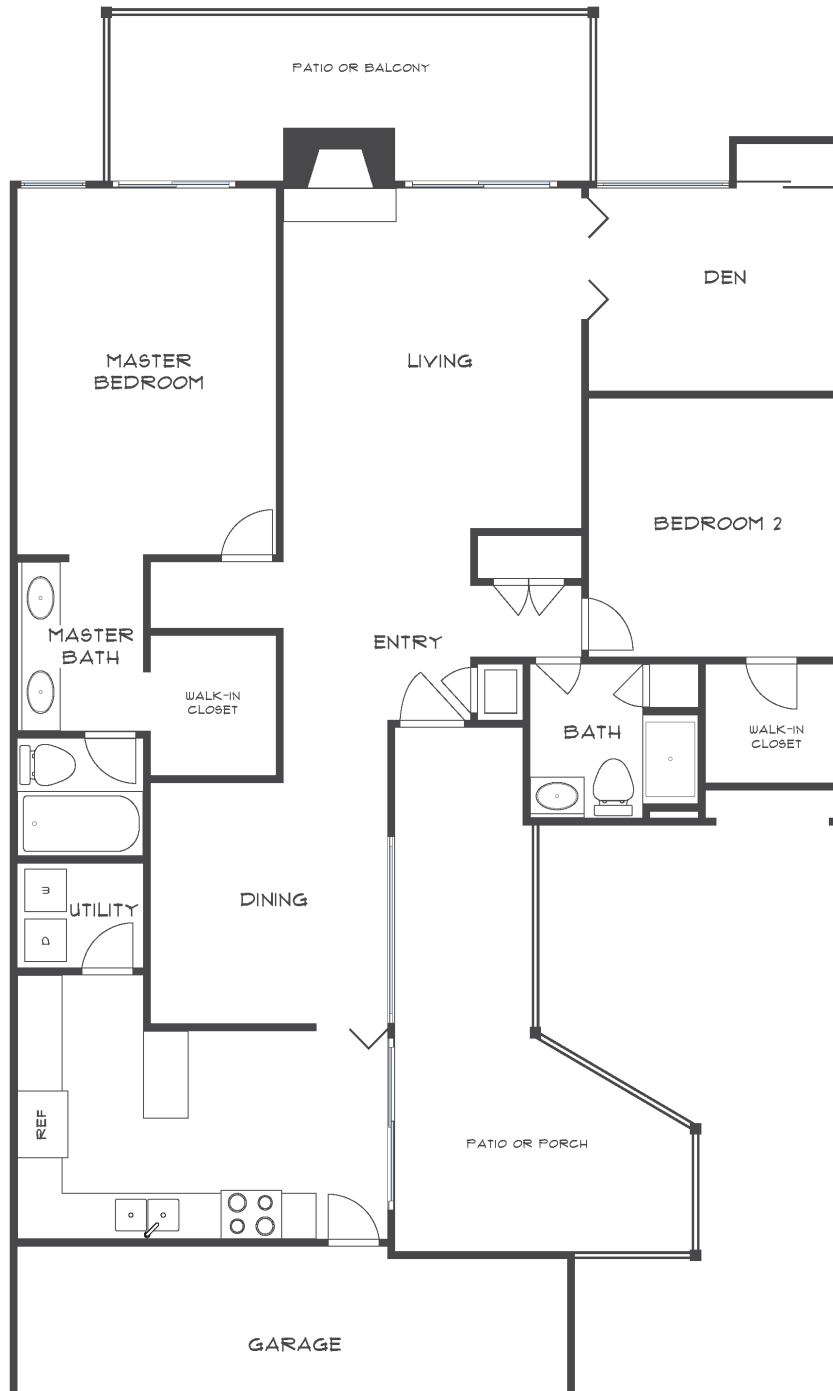 PATIO OR BALCONY
DEN
MASTER
BEDROOM
LIVING
BEDROOM 2
MASTER
BATH
ENTRY
WALK-IN
CLOSET
BATH
WALK-IN
CLOSET
W
D
UTILITY
DINING
REF
PATIO OR PORCH
GARAGE